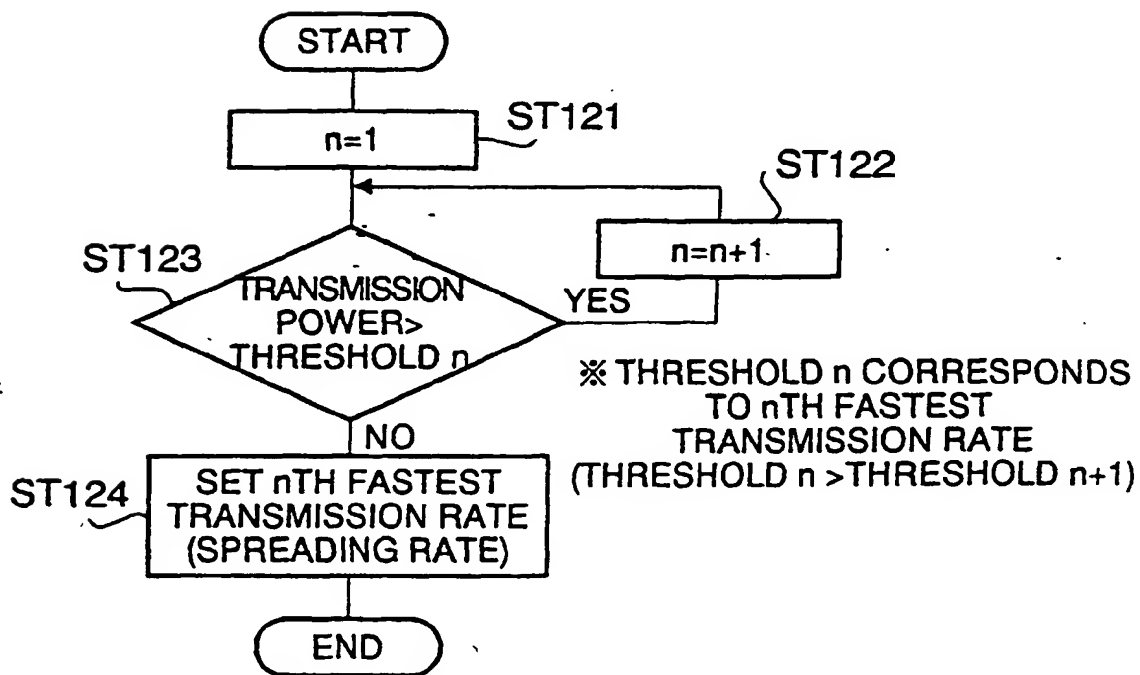 START
n=1
ST121
ST122
n=n+1
ST123
TRANSMISSION
POWER>
THRESHOLD n
YES
※ THRESHOLD n CORRESPONDS
TO nTH FASTEST
TRANSMISSION RATE
(THRESHOLD n >THRESHOLD n+1)
NO
ST124
SET nTH FASTEST
TRANSMISSION RATE
(SPREADING RATE)
END